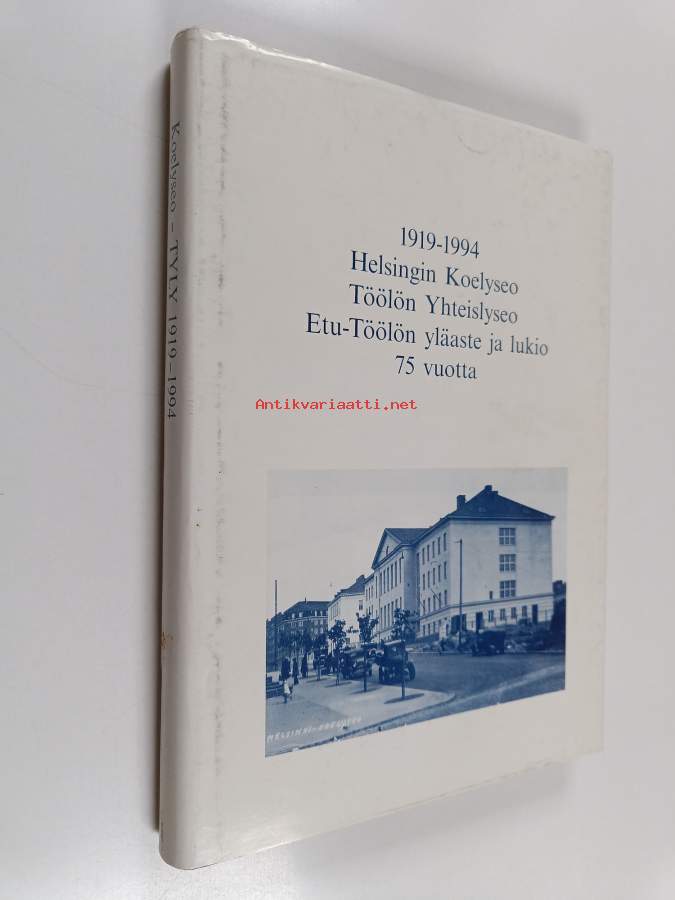 Koelyseo – TYLY 1919-1994
1919-1994
Helsingin Koelyseo
Töölön Yhteislyseo
Etu-Töölön yläaste ja lukio
75 vuotta
Antikvariaatti.net